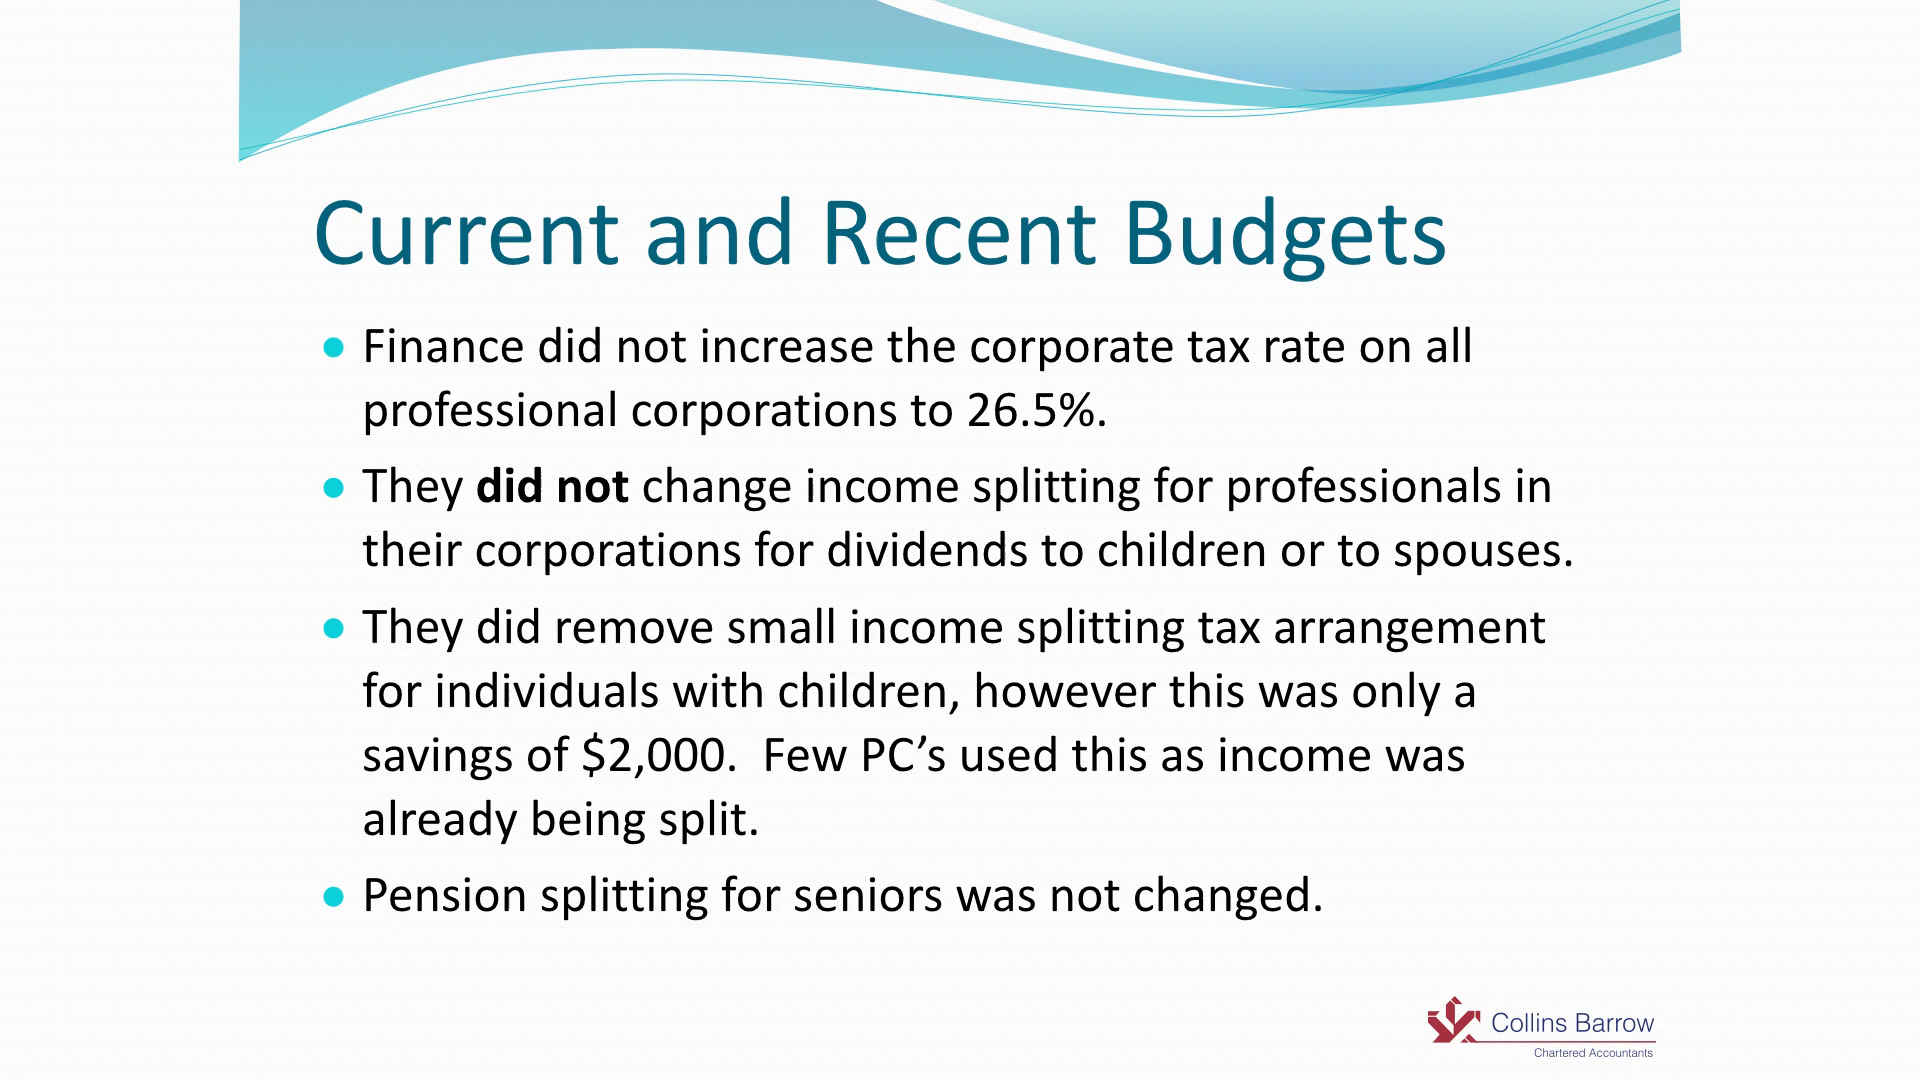 Current and Recent Budgets
• Finance did not increase the corporate tax rate on all
professional corporations to 26.5%.
• They did not change income splitting for professionals in
their corporations for dividends to children or to spouses.
• They did remove small income splitting tax arrangement
for individuals with children, however this was only a
savings of $2,000.  Few PC’s used this as income was
already being split.
• Pension splitting for seniors was not changed.
Collins Barrow
Chartered Accountants